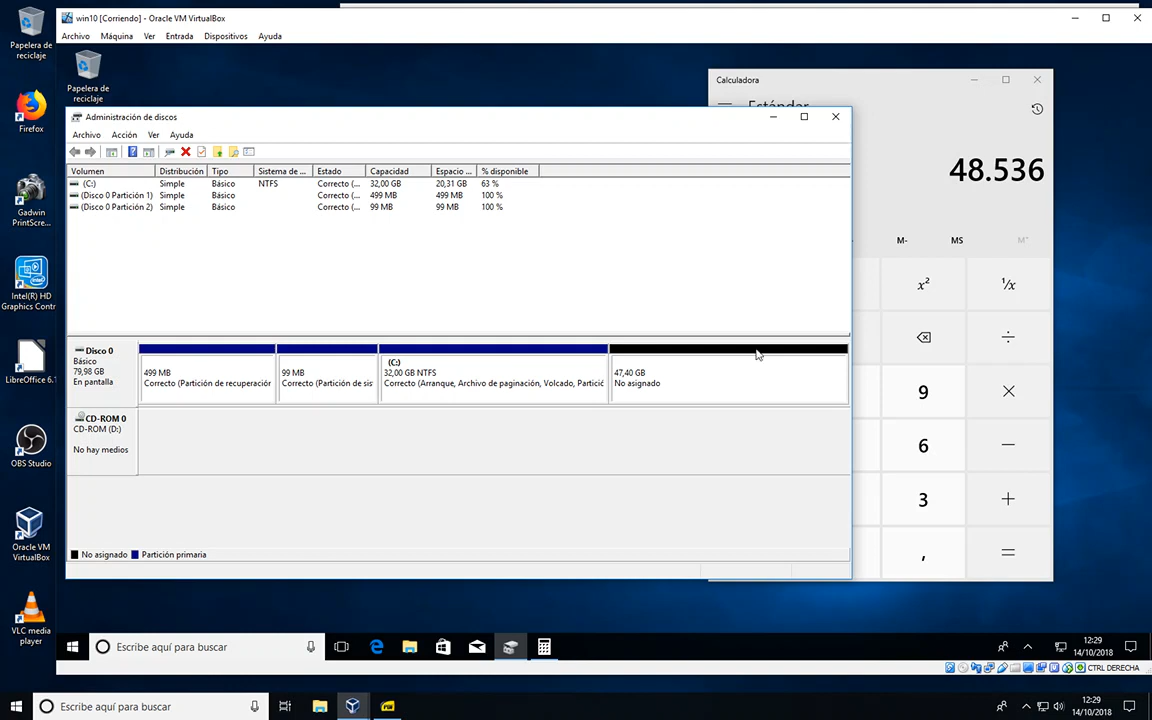 win10 [Corriendo] - Oracle VM VirtualBox
Archivo Máquina Ver Entrada Dispositivos Ayuda
Papelera de
reciclaje
Firefox
Gadwin
PrintScre...
Intel(R) HD
Graphics Contr
LibreOffice 6.1
OBS Studio
Oracle VM
VirtualBox
VLC media
player
Papelera de
reciclaje
Administración de discos
Archivo Acción Ver Ayuda
Volumen Distribución Tipo Sistema de ... Estado Capacidad Espacio ... % disponible
(C:) Simple Básico NTFS Correcto (... 32,00 GB 20,31 GB 63 %
(Disco 0 Partición 1) Simple Básico Correcto (... 499 MB 499 MB 100 %
(Disco 0 Partición 2) Simple Básico Correcto (... 99 MB 99 MB 100 %
Disco 0
Básico
79,98 GB
En pantalla
499 MB
Correcto (Partición de recuperación
99 MB
Correcto (Partición de sis
(C:)
32,00 GB NTFS
Correcto (Arranque, Archivo de paginación, Volcado, Partició
47,40 GB
No asignado
CD-ROM 0
CD-ROM (D:)
No hay medios
No asignado Partición primaria
Calculadora
Estándar
48.536
M- MS M˅
x² ¹/x
÷
9 ×
6 −
3 +
, =
Escribe aquí para buscar
12:29
14/10/2018
CTRL DERECHA
Escribe aquí para buscar
12:29
14/10/2018